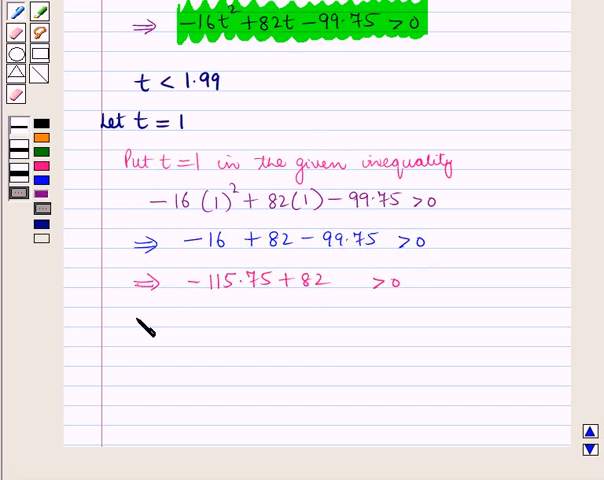 ⇒ -16t² + 82t - 99.75 > 0
t < 1.99
Let t = 1
Put t = 1 in the given inequality
-16 (1)² + 82(1) - 99.75 > 0
⇒ -16 + 82 - 99.75 > 0
⇒ -115.75 + 82 > 0